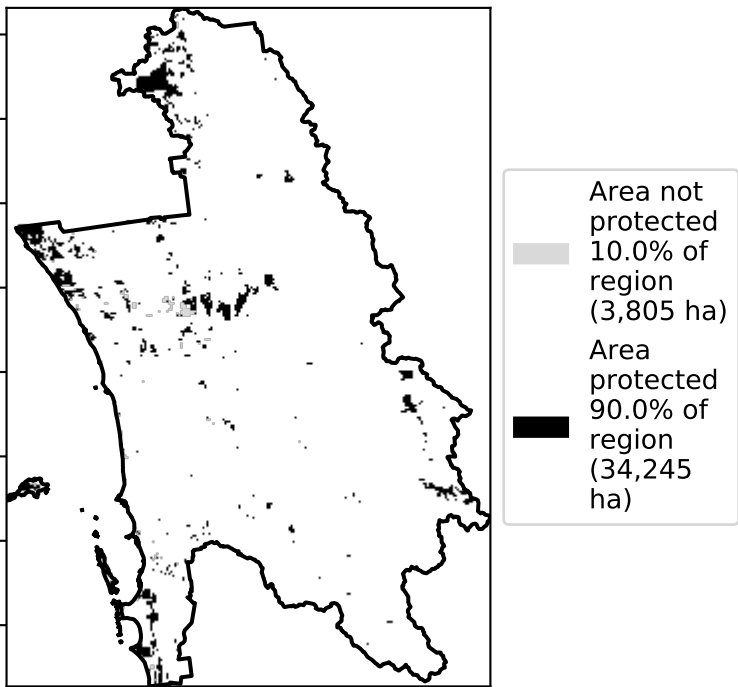 Area not
protected
10.0% of
region
(3,805 ha)
Area
protected
90.0% of
region
(34,245
ha)